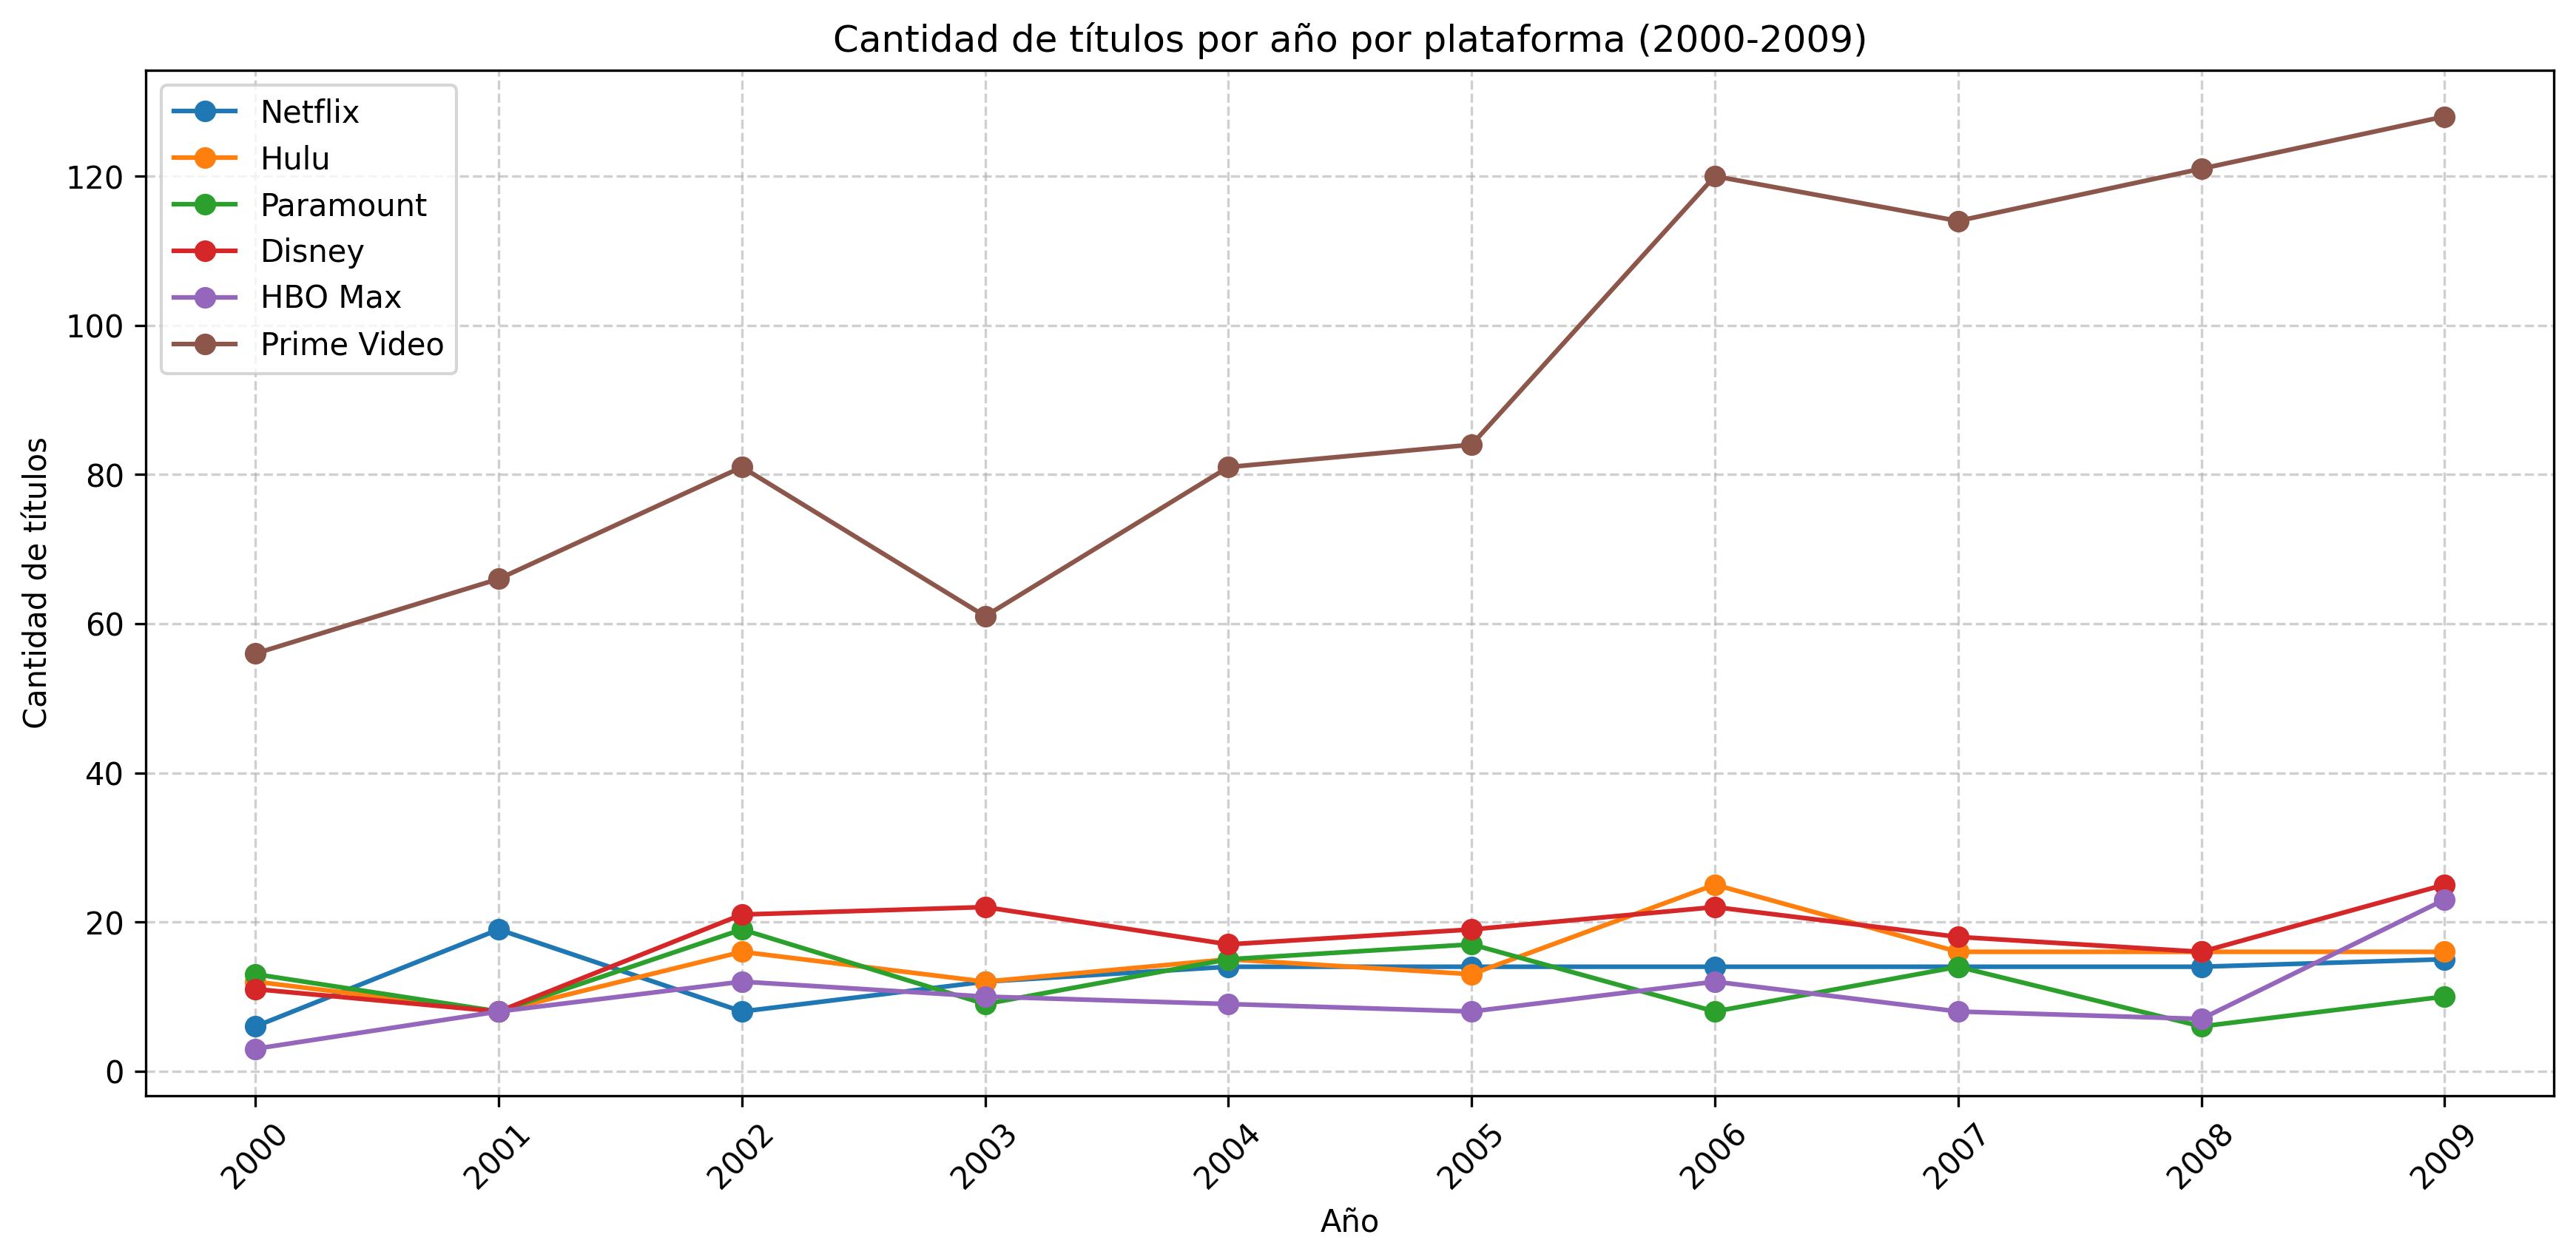 Cantidad de títulos por año por plataforma (2000-2009)
Netflix
Hulu
Paramount
Disney
HBO Max
Prime Video
Cantidad de títulos
120
100
80
60
40
20
0
2000 2001 2002 2003 2004 2005 2006 2007 2008 2009
Año